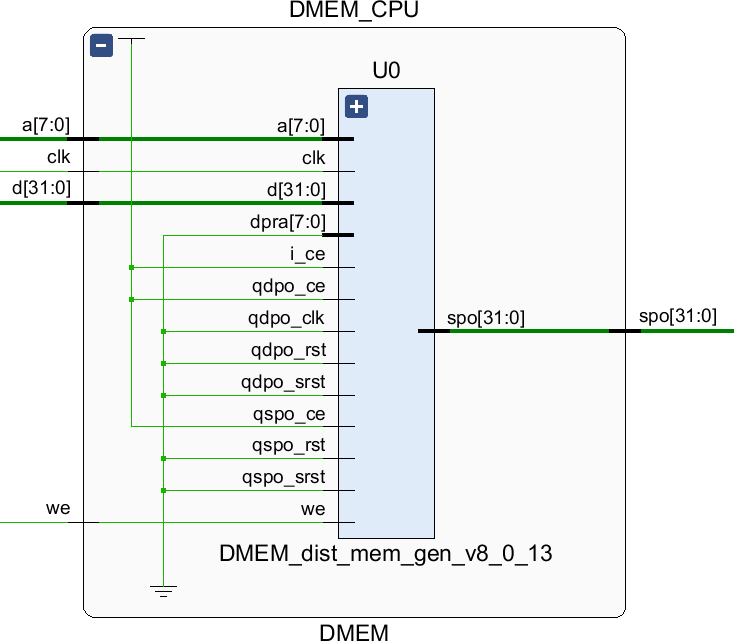 DMEM_CPU
U0
a[7:0]
a[7:0]
clk
clk
d[31:0]
d[31:0]
dpra[7:0]
i_ce
qdpo_ce
qdpo_clk
spo[31:0]
spo[31:0]
qdpo_rst
qdpo_srst
qspo_ce
qspo_rst
qspo_srst
we
we
DMEM_dist_mem_gen_v8_0_13
DMEM